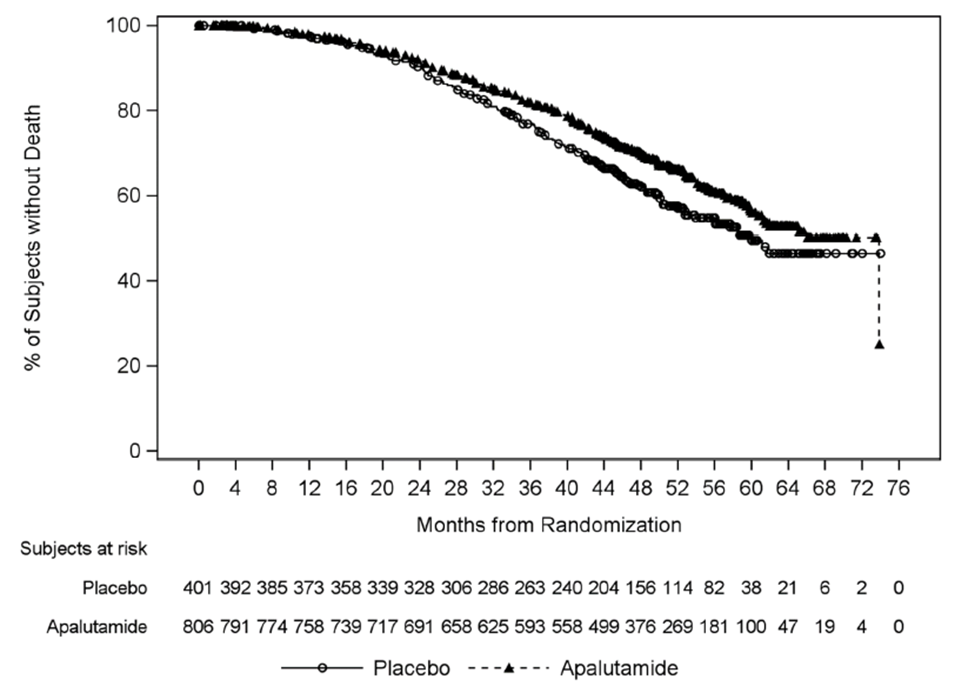 % of Subjects without Death
100
80
60
40
20
0
0 4 8 12 16 20 24 28 32 36 40 44 48 52 56 60 64 68 72 76
Months from Randomization
Subjects at risk
Placebo 401 392 385 373 358 339 328 306 286 263 240 204 156 114 82 38 21 6 2 0
Apalutamide 806 791 774 758 739 717 691 658 625 593 558 499 376 269 181 100 47 19 4 0
Placebo Apalutamide